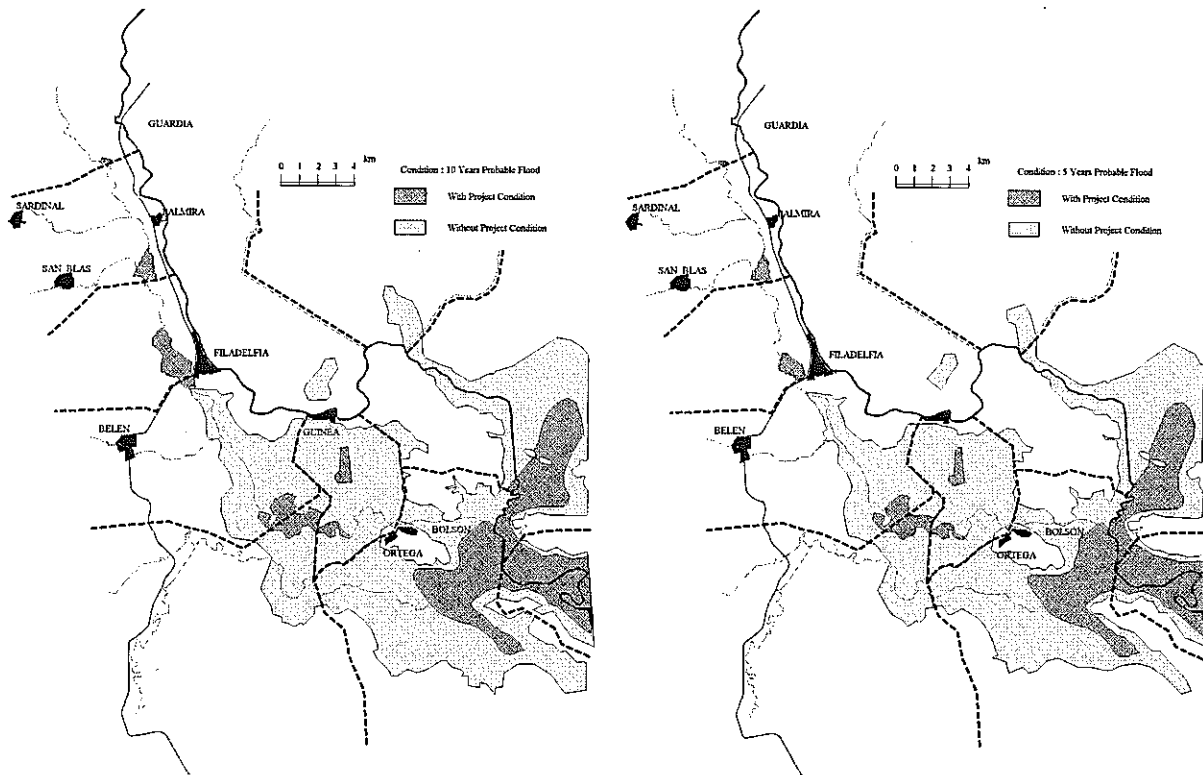 GUARDIA
km
0 1 2 3 4
Condition : 10 Years Probable Flood
With Project Condition
Without Project Condition
SARDINAL
PALMIRA
SAN BLAS
FILADELFIA
BELEN
GUINEA
BOLSON
ORTEGA
GUARDIA
km
0 1 2 3 4
Condition : 5 Years Probable Flood
With Project Condition
Without Project Condition
SARDINAL
PALMIRA
SAN BLAS
FILADELFIA
BELEN
BOLSON
ORTEGA